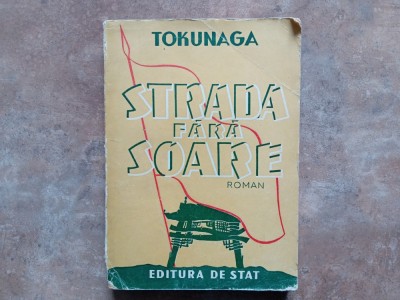 TOKUNAGA
STRADA
FĂRĂ
SOARE
ROMAN
EDITURA DE STAT